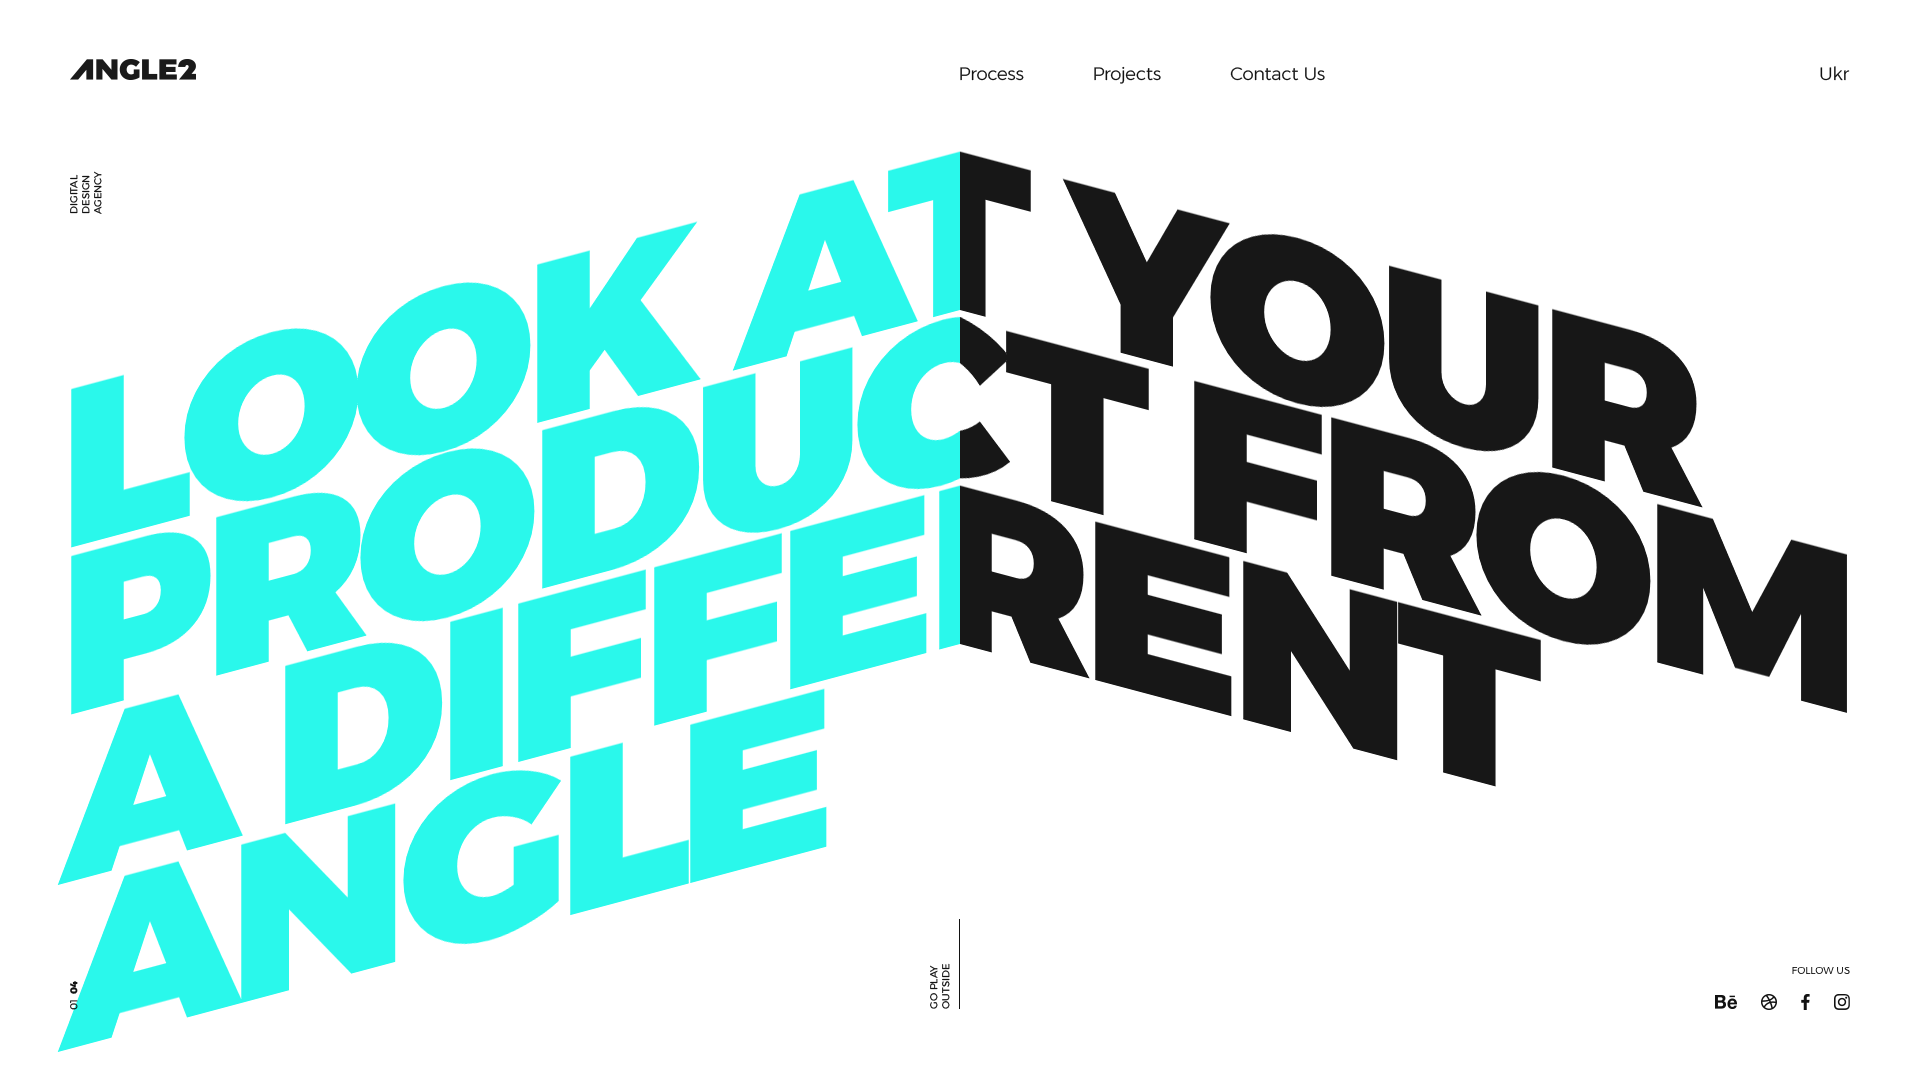 ANGLE2
Process
Projects
Contact Us
Ukr
DIGITAL
DESIGN
AGENCY
LOOK AT YOUR
PRODUCT FROM
A DIFFERENT
ANGLE
01 04
GO PLAY
OUTSIDE
FOLLOW US
Bē